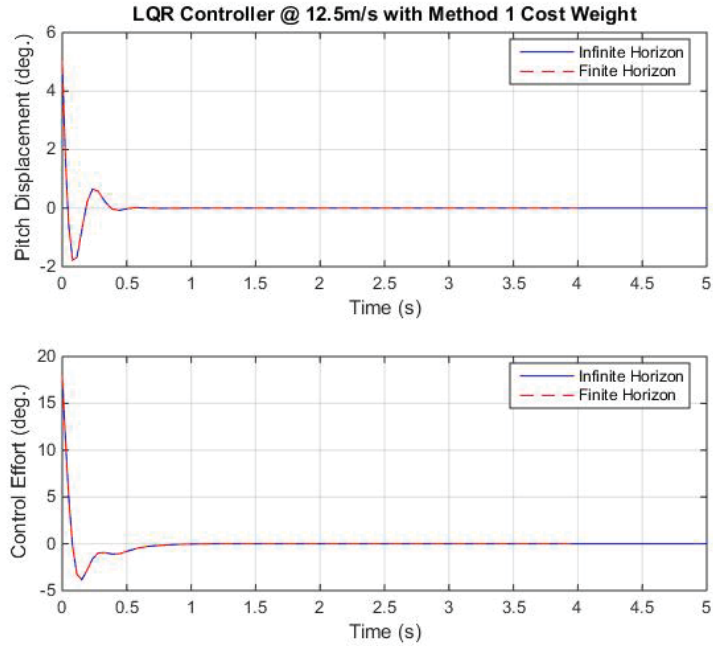 LQR Controller @ 12.5m/s with Method 1 Cost Weight
Pitch Displacement (deg.)
6
4
2
0
-2
Infinite Horizon
Finite Horizon
0 0.5 1 1.5 2 2.5 3 3.5 4 4.5 5
Time (s)
Control Effort (deg.)
20
15
10
5
0
-5
Infinite Horizon
Finite Horizon
0 0.5 1 1.5 2 2.5 3 3.5 4 4.5 5
Time (s)